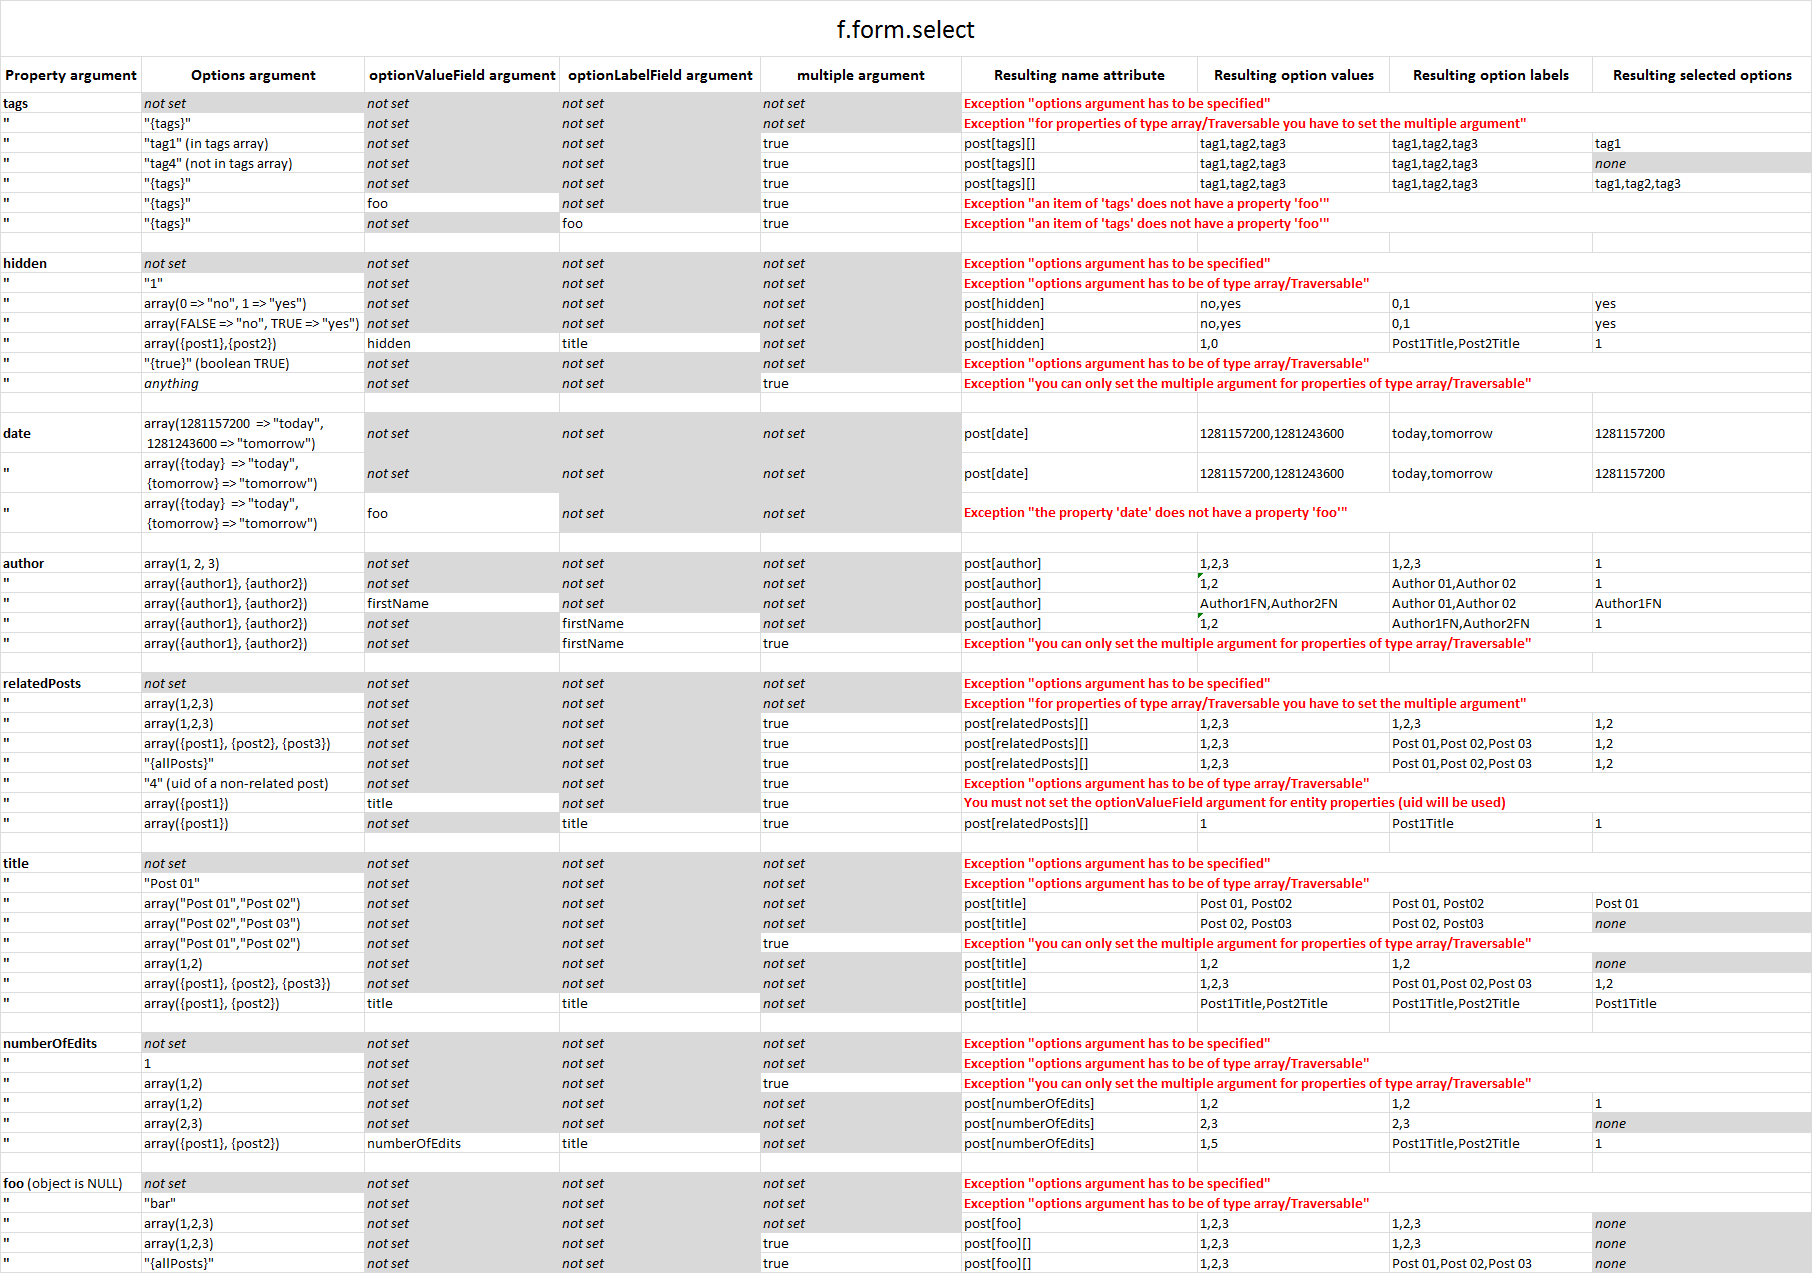 f.form.select
Property argument Options argument optionValueField argument optionLabelField argument multiple argument Resulting name attribute Resulting option values Resulting option labels Resulting selected options
tags not set not set not set not set Exception "options argument has to be specified"
" "{tags}" not set not set not set Exception "for properties of type array/Traversable you have to set the multiple argument"
" "tag1" (in tags array) not set not set true post[tags][] tag1,tag2,tag3 tag1,tag2,tag3 tag1
" "tag4" (not in tags array) not set not set true post[tags][] tag1,tag2,tag3 tag1,tag2,tag3 none
" "{tags}" not set not set true post[tags][] tag1,tag2,tag3 tag1,tag2,tag3 tag1,tag2,tag3
" "{tags}" foo not set true Exception "an item of 'tags' does not have a property 'foo'"
" "{tags}" not set foo true Exception "an item of 'tags' does not have a property 'foo'"
hidden not set not set not set not set Exception "options argument has to be specified"
" "1" not set not set not set Exception "options argument has to be of type array/Traversable"
" array(0 => "no", 1 => "yes") not set not set not set post[hidden] no,yes 0,1 yes
" array(FALSE => "no", TRUE => "yes") not set not set not set post[hidden] no,yes 0,1 yes
" array({post1},{post2}) hidden title not set post[hidden] 1,0 Post1Title,Post2Title 1
" "{true}" (boolean TRUE) not set not set not set Exception "options argument has to be of type array/Traversable"
" anything not set not set true Exception "you can only set the multiple argument for properties of type array/Traversable"
date array(1281157200 => "today", 1281243600 => "tomorrow") not set not set not set post[date] 1281157200,1281243600 today,tomorrow 1281157200
" array({today} => "today", {tomorrow} => "tomorrow") not set not set not set post[date] 1281157200,1281243600 today,tomorrow 1281157200
" array({today} => "today", {tomorrow} => "tomorrow") foo not set not set Exception "the property 'date' does not have a property 'foo'"
author array(1, 2, 3) not set not set not set post[author] 1,2,3 1,2,3 1
" array({author1}, {author2}) not set not set not set post[author] 1,2 Author 01,Author 02 1
" array({author1}, {author2}) firstName not set not set post[author] Author1FN,Author2FN Author 01,Author 02 Author1FN
" array({author1}, {author2}) not set firstName not set post[author] 1,2 Author1FN,Author2FN 1
" array({author1}, {author2}) not set firstName true Exception "you can only set the multiple argument for properties of type array/Traversable"
relatedPosts not set not set not set not set Exception "options argument has to be specified"
" array(1,2,3) not set not set not set Exception "for properties of type array/Traversable you have to set the multiple argument"
" array(1,2,3) not set not set true post[relatedPosts][] 1,2,3 1,2,3 1,2
" array({post1}, {post2}, {post3}) not set not set true post[relatedPosts][] 1,2,3 Post 01,Post 02,Post 03 1,2
" "{allPosts}" not set not set true post[relatedPosts][] 1,2,3 Post 01,Post 02,Post 03 1,2
" "4" (uid of a non-related post) not set not set true Exception "options argument has to be of type array/Traversable"
" array({post1}) title not set true You must not set the optionValueField argument for entity properties (uid will be used)
" array({post1}) not set title true post[relatedPosts][] 1 Post1Title 1
title not set not set not set not set Exception "options argument has to be specified"
" "Post 01" not set not set not set Exception "options argument has to be of type array/Traversable"
" array("Post 01","Post 02") not set not set not set post[title] Post 01, Post02 Post 01, Post02 Post 01
" array("Post 02","Post 03") not set not set not set post[title] Post 02, Post03 Post 02, Post03 none
" array("Post 01","Post 02") not set not set true Exception "you can only set the multiple argument for properties of type array/Traversable"
" array(1,2) not set not set not set post[title] 1,2 1,2 none
" array({post1}, {post2}, {post3}) not set not set not set post[title] 1,2,3 Post 01,Post 02,Post 03 1,2
" array({post1}, {post2}) title title not set post[title] Post1Title,Post2Title Post1Title,Post2Title Post1Title
numberOfEdits not set not set not set not set Exception "options argument has to be specified"
" 1 not set not set not set Exception "options argument has to be of type array/Traversable"
" array(1,2) not set not set true Exception "you can only set the multiple argument for properties of type array/Traversable"
" array(1,2) not set not set not set post[numberOfEdits] 1,2 1,2 1
" array(2,3) not set not set not set post[numberOfEdits] 2,3 2,3 none
" array({post1}, {post2}) numberOfEdits title not set post[numberOfEdits] 1,5 Post1Title,Post2Title 1
foo (object is NULL) not set not set not set not set Exception "options argument has to be specified"
" "bar" not set not set not set Exception "options argument has to be of type array/Traversable"
" array(1,2,3) not set not set not set post[foo] 1,2,3 1,2,3 none
" array(1,2,3) not set not set true post[foo][] 1,2,3 1,2,3 none
" "{allPosts}" not set not set true post[foo][] 1,2,3 Post 01,Post 02,Post 03 none